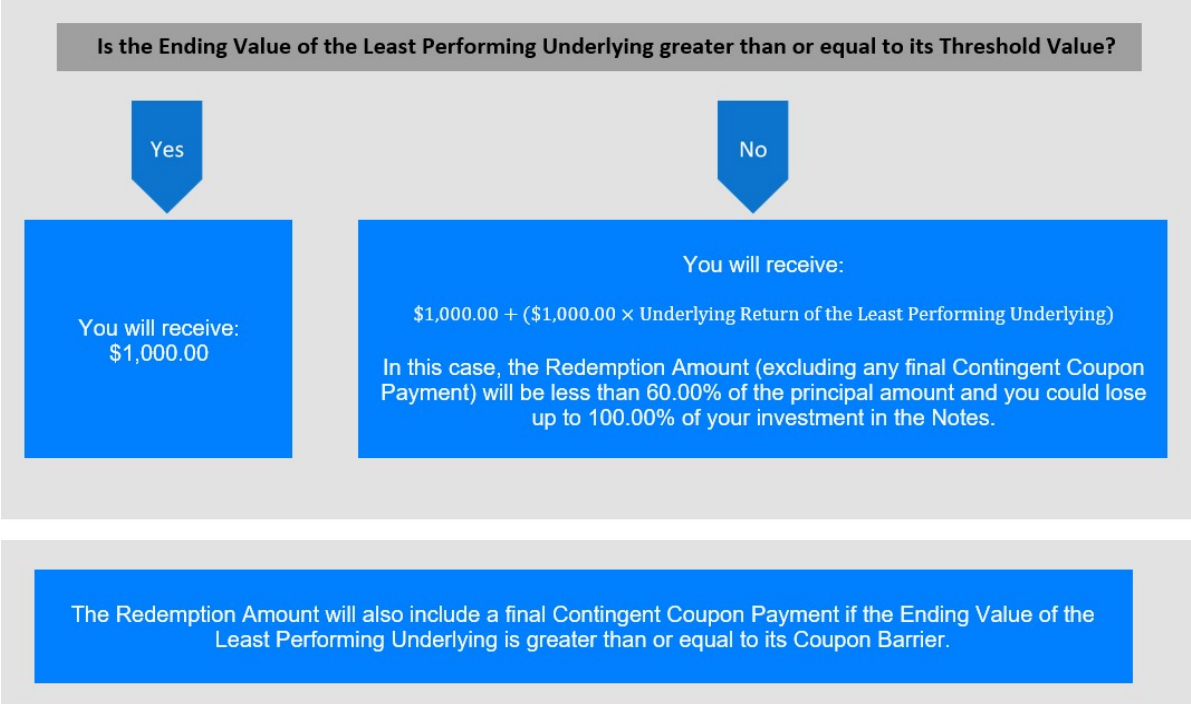 Is the Ending Value of the Least Performing Underlying greater than or equal to its Threshold Value?
Yes
No
You will receive:
$1,000.00
You will receive:
$1,000.00 + ($1,000.00 × Underlying Return of the Least Performing Underlying)
In this case, the Redemption Amount (excluding any final Contingent Coupon
Payment) will be less than 60.00% of the principal amount and you could lose
up to 100.00% of your investment in the Notes.
The Redemption Amount will also include a final Contingent Coupon Payment if the Ending Value of the
Least Performing Underlying is greater than or equal to its Coupon Barrier.